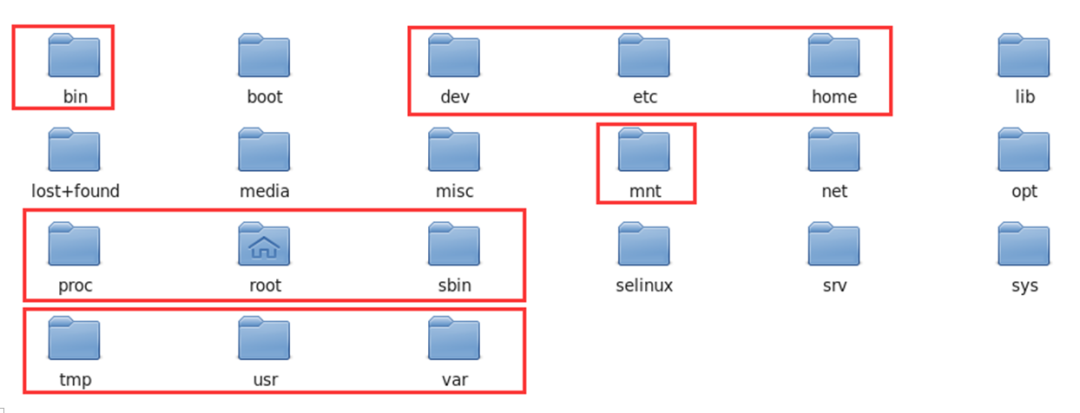 bin boot dev etc home lib
lost+found media misc mnt net opt
proc root sbin selinux srv sys
tmp usr var